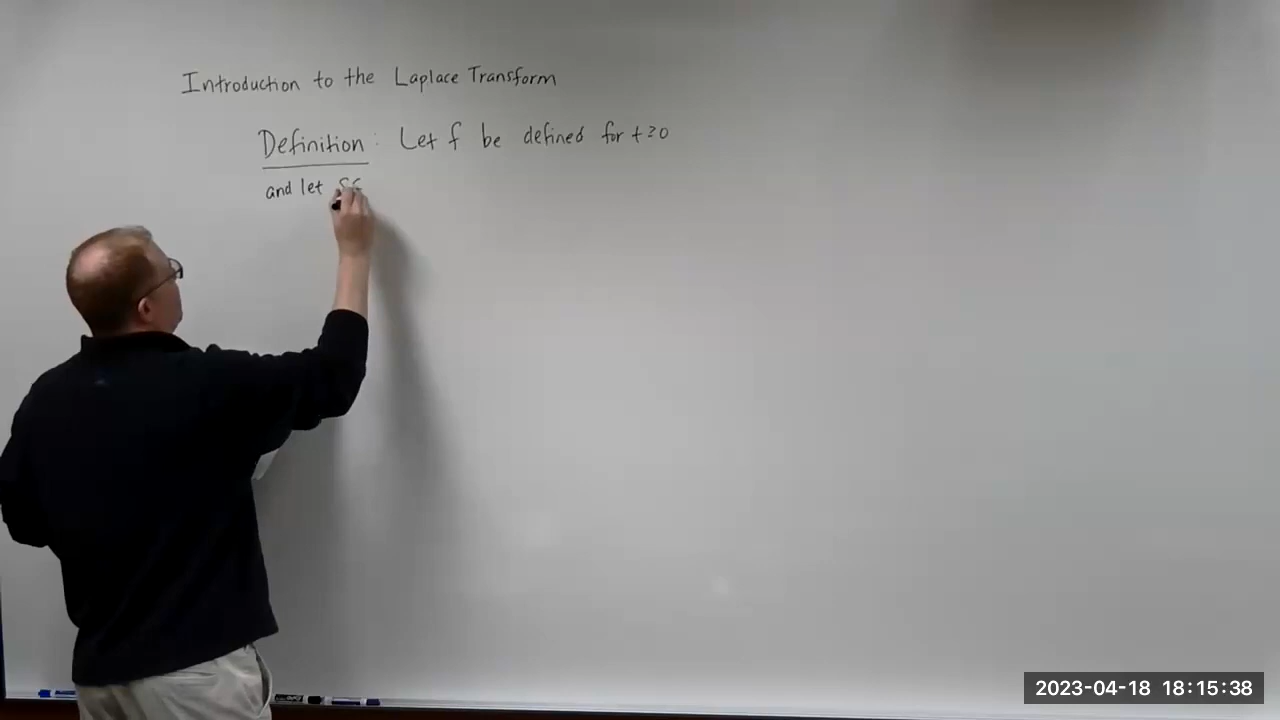 Introduction to the Laplace Transform
Definition: Let f be defined for t≥0
and let
2023-04-18 18:15:38